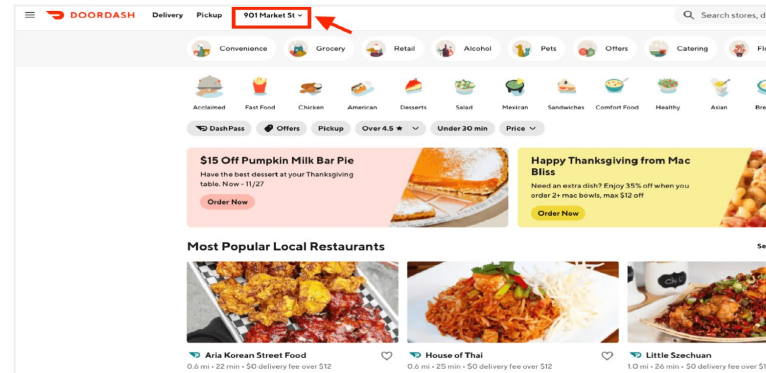 DOORDASH Delivery Pickup 901 Market St Search stores, d
Convenience Grocery Retail Alcohol Pets Offers Catering Fl
Acclaimed Fast Food Chicken American Desserts Salad Mexican Sandwiches Comfort Food Healthy Asian Bre
DashPass Offers Pickup Over 4.5 ★ Under 30 min Price
$15 Off Pumpkin Milk Bar Pie
Have the best dessert at your Thanksgiving
table. Now - 11/27
Order Now
Happy Thanksgiving from Mac
Bliss
Need an extra dish? Enjoy 35% off when you
order 2+ mac bowls, max $12 off
Order Now
Most Popular Local Restaurants Se
Aria Korean Street Food
0.6 mi • 22 min • $0 delivery fee over $12
House of Thai
0.6 mi • 25 min • $0 delivery fee over $12
Little Szechuan
1.0 mi • 26 min • $0 delivery fee over $1